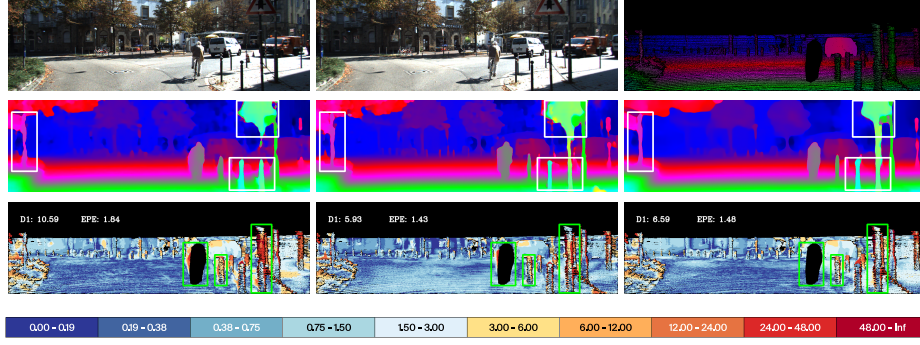 D1: 10.59 EPE: 1.84
D1: 5.93 EPE: 1.43
D1: 6.59 EPE: 1.48
0.00 - 0.19 0.19 - 0.38 0.38 - 0.75 0.75 - 1.50 1.50 - 3.00 3.00 - 6.00 6.00 - 12.00 12.00 - 24.00 24.00 - 48.00 48.00 - Inf